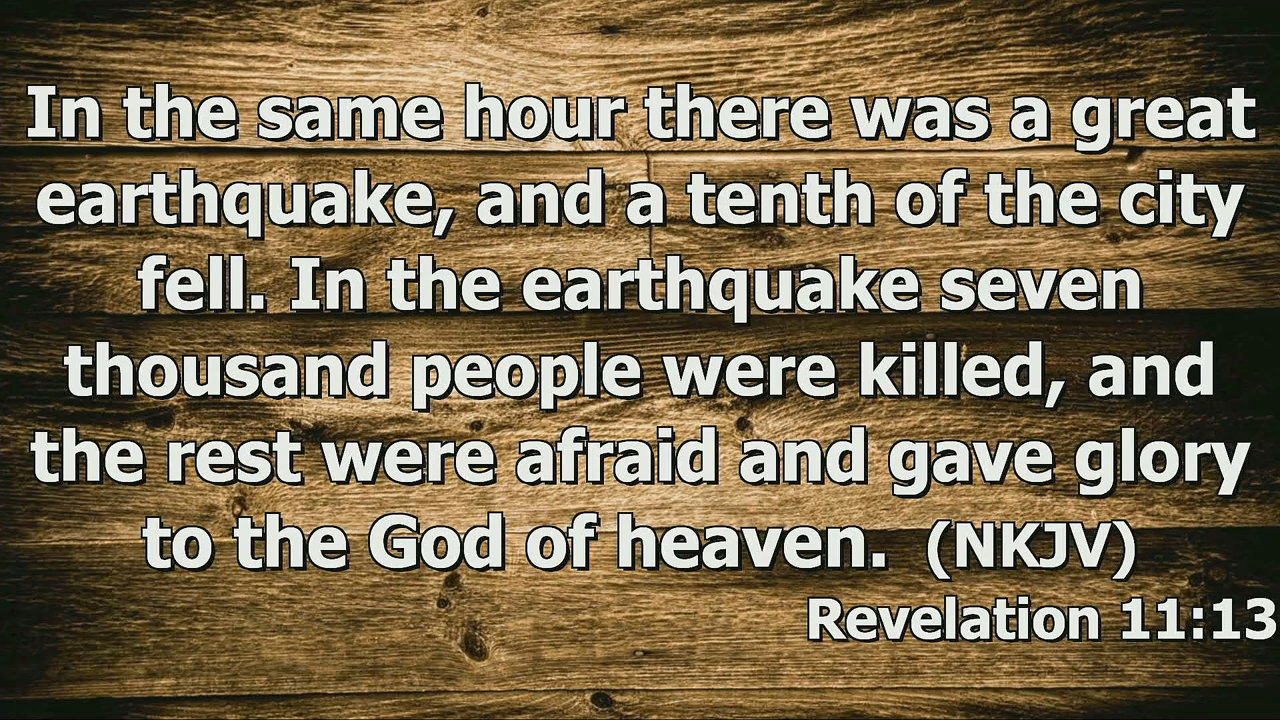 In the same hour there was a great
earthquake, and a tenth of the city
fell. In the earthquake seven
thousand people were killed, and
the rest were afraid and gave glory
to the God of heaven. (NKJV)
Revelation 11:13